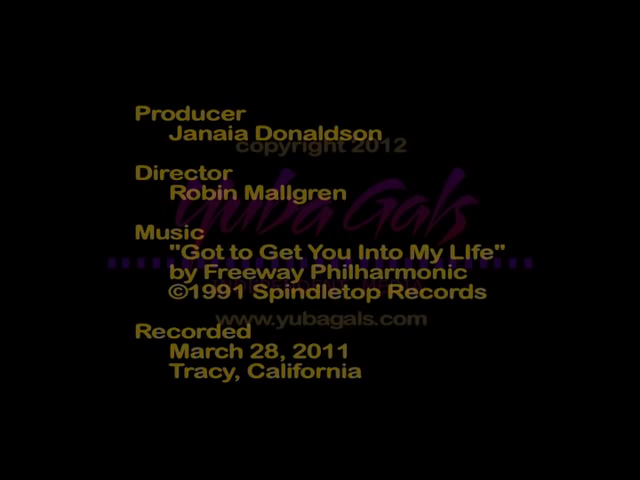 Producer
Janaia Donaldson
copyright 2012
Director
Robin Mallgren
Yuba Gals
Music
"Got to Get You Into My LIfe"
by Freeway Philharmonic
©1991 Spindletop Records
www.yubagals.com
Recorded
March 28, 2011
Tracy, California